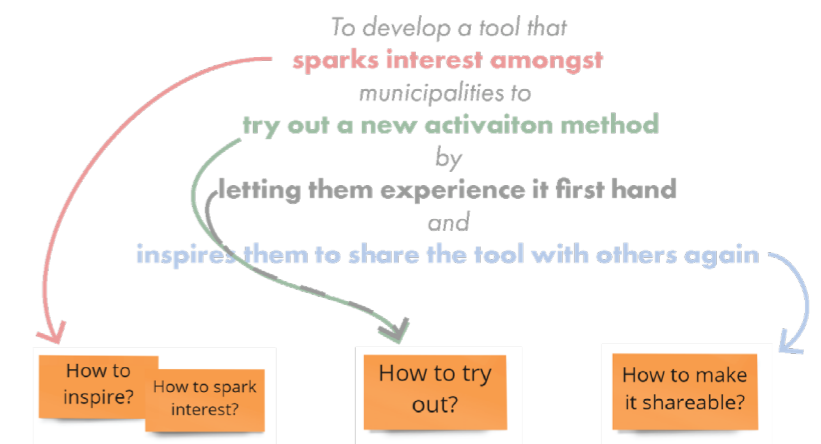 To develop a tool that
sparks interest amongst
municipalities to
try out a new activaiton method
by
letting them experience it first hand
and
inspires them to share the tool with others again
How to
inspire?
How to spark
interest?
How to try
out?
How to make
it shareable?